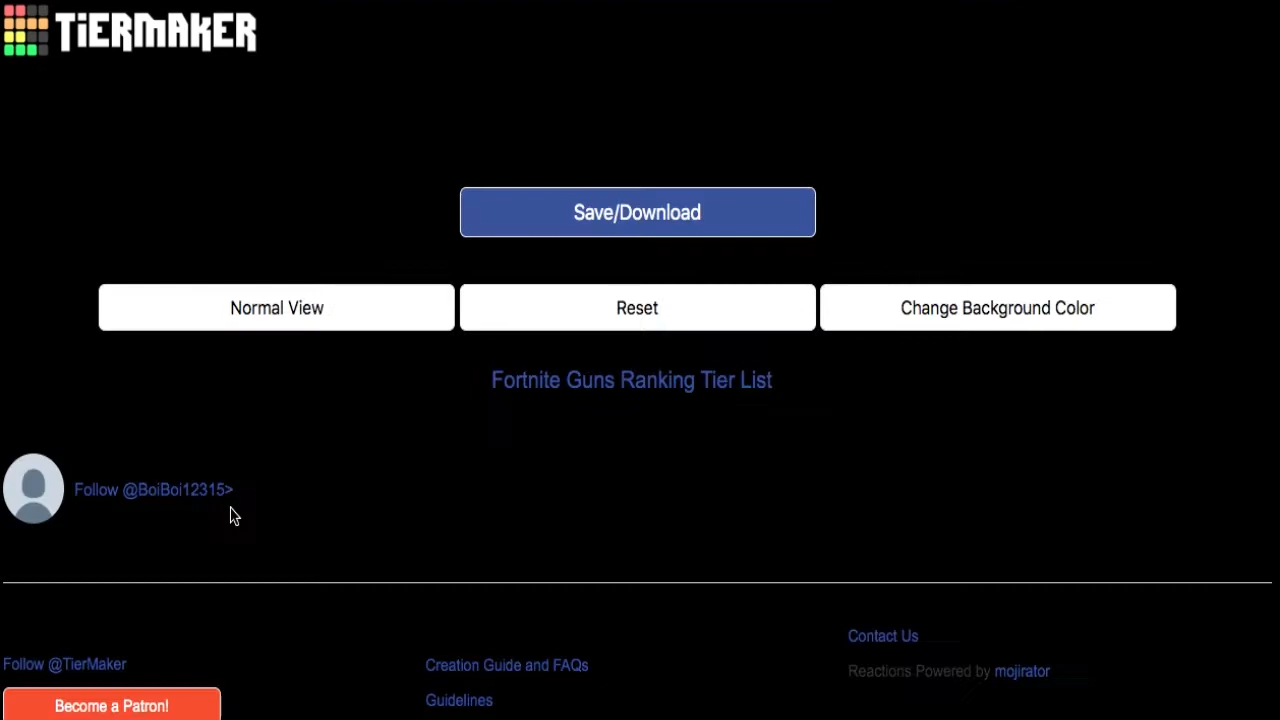 TiERMAKER
Save/Download
Normal View
Reset
Change Background Color
Fortnite Guns Ranking Tier List
Follow @BoiBoi12315>
Follow @TierMaker
Become a Patron!
Creation Guide and FAQs
Guidelines
Contact Us
Reactions Powered by mojirator